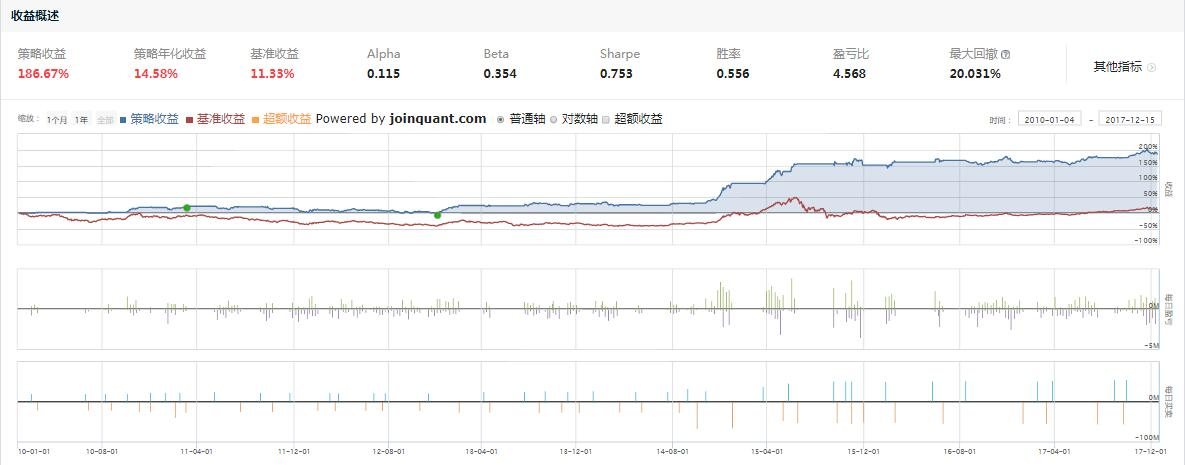 收益概述
策略收益 策略年化收益 基准收益 Alpha Beta Sharpe 胜率 盈亏比 最大回撤
186.67% 14.58% 11.33% 0.115 0.354 0.753 0.556 4.568 20.031%
其他指标
缩放： 1个月 1年 全部 策略收益 基准收益 超额收益 Powered by joinquant.com 普通轴 对数轴 超额收益 时间： 2010-01-04 - 2017-12-15
200%
150%
100%
50%
0%
-50%
-100%
收益
0M
-5M
每日盈亏
0M
-100M
每日买卖
10-01-01 10-08-01 11-04-01 11-12-01 12-08-01 13-04-01 13-12-01 14-08-01 15-04-01 15-12-01 16-08-01 17-04-01 17-12-01